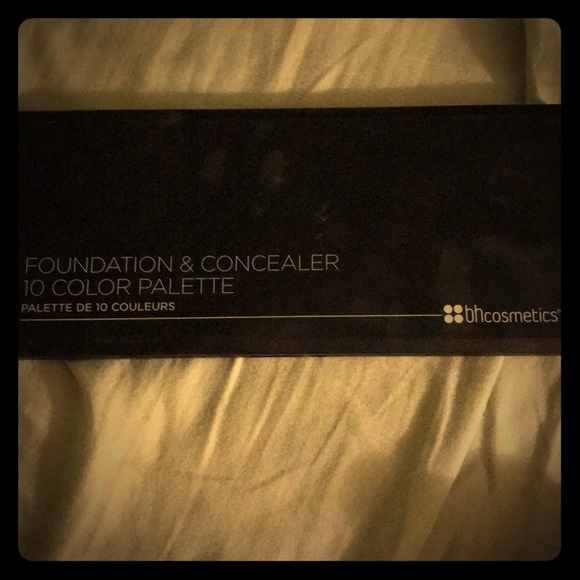 FOUNDATION & CONCEALER
10 COLOR PALETTE
PALETTE DE 10 COULEURS
bhcosmetics®